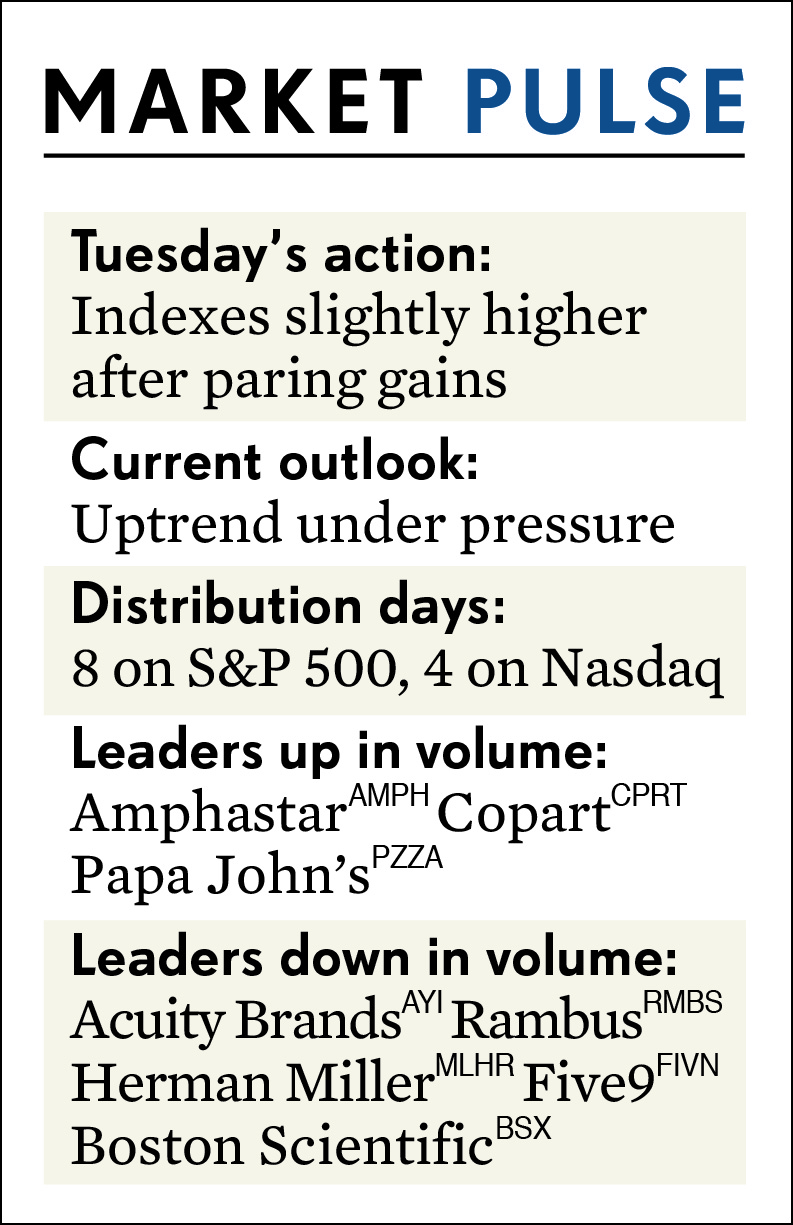 MARKET PULSE
Tuesday’s action:
Indexes slightly higher
after paring gains
Current outlook:
Uptrend under pressure
Distribution days:
8 on S&P 500, 4 on Nasdaq
Leaders up in volume:
Amphastar AMPH Copart CPRT
Papa John’s PZZA
Leaders down in volume:
Acuity Brands AYI Rambus RMBS
Herman Miller MLHR Five9 FIVN
Boston Scientific BSX